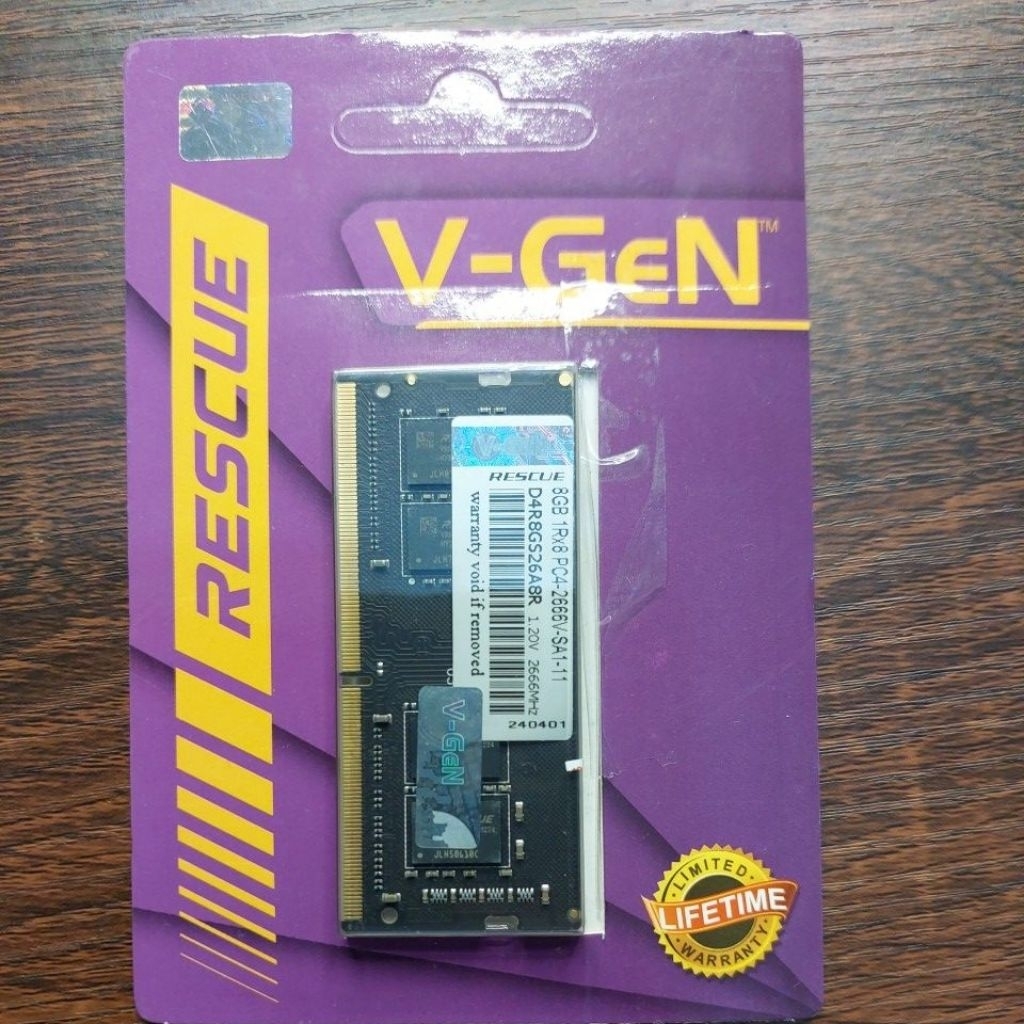 V-GeN™
RESCUE
RESCUE
8GB 1Rx8 PC4-2666V-SA1-11
D4R8GS26A8R 1.20V 2666MHz
warranty void if removed
240401
V-GeN
LIMITED
LIFETIME
WARRANTY